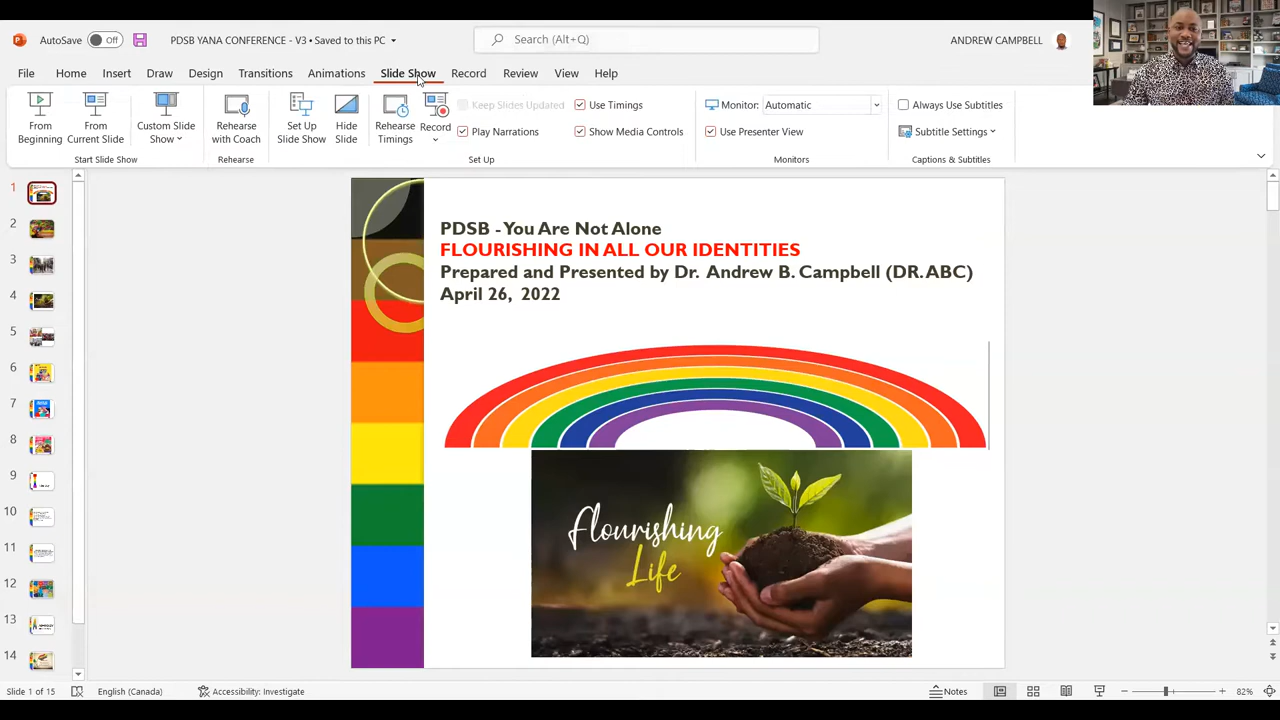 AutoSave Off PDSB YANA CONFERENCE - V3 • Saved to this PC Search (Alt+Q) ANDREW CAMPBELL
File Home Insert Draw Design Transitions Animations Slide Show Record Review View Help
From Beginning
From Current Slide
Custom Slide Show
Start Slide Show
Rehearse with Coach
Rehearse
Set Up Slide Show
Hide Slide
Rehearse Timings
Record
Keep Slides Updated
Play Narrations
Use Timings
Show Media Controls
Set Up
Monitor: Automatic
Use Presenter View
Monitors
Always Use Subtitles
Subtitle Settings
Captions & Subtitles
1
2
3
4
5
6
7
8
9
10
11
12
13
14
PDSB - You Are Not Alone
FLOURISHING IN ALL OUR IDENTITIES
Prepared and Presented by Dr. Andrew B. Campbell (DR. ABC)
April 26, 2022
Flourishing
Life
Slide 1 of 15 English (Canada) Accessibility: Investigate Notes 82%